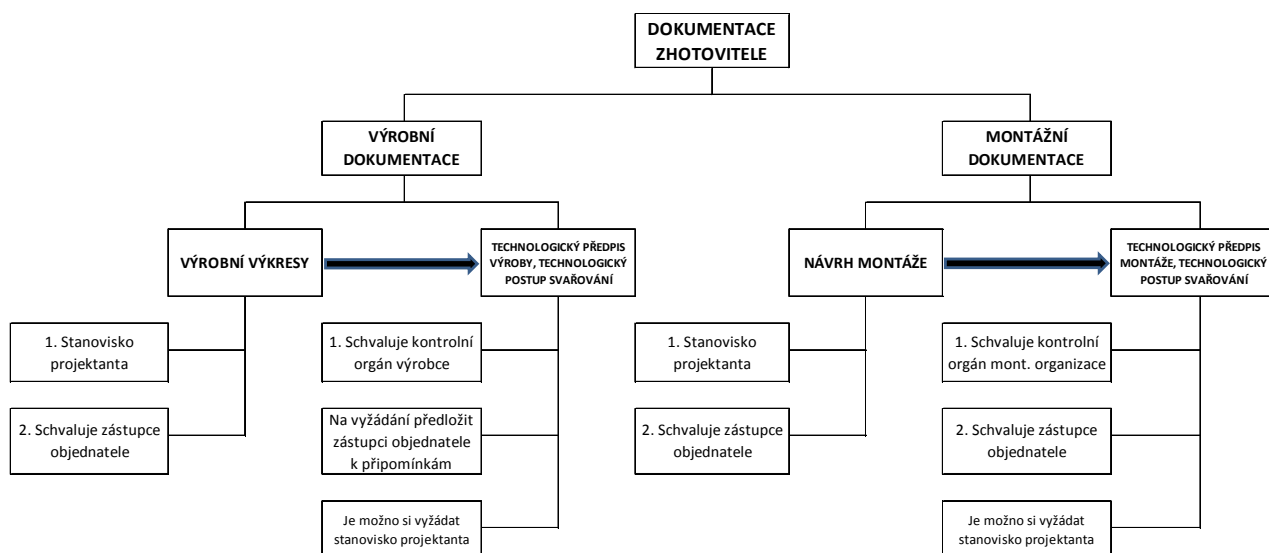 DOKUMENTACE
ZHOTOVITELE
VÝROBNÍ
DOKUMENTACE
MONTÁŽNÍ
DOKUMENTACE
VÝROBNÍ VÝKRESY
TECHNOLOGICKÝ PŘEDPIS
VÝROBY, TECHNOLOGICKÝ
POSTUP SVAŘOVÁNÍ
NÁVRH MONTÁŽE
TECHNOLOGICKÝ PŘEDPIS
MONTÁŽE, TECHNOLOGICKÝ
POSTUP SVAŘOVÁNÍ
1. Stanovisko
projektanta
1. Schvaluje kontrolní
orgán výrobce
1. Stanovisko
projektanta
1. Schvaluje kontrolní
orgán mont. organizace
2. Schvaluje zástupce
objednatele
Na vyžádání předložit
zástupci objednatele
k připomínkám
2. Schvaluje zástupce
objednatele
2. Schvaluje zástupce
objednatele
Je možno si vyžádat
stanovisko projektanta
Je možno si vyžádat
stanovisko projektanta